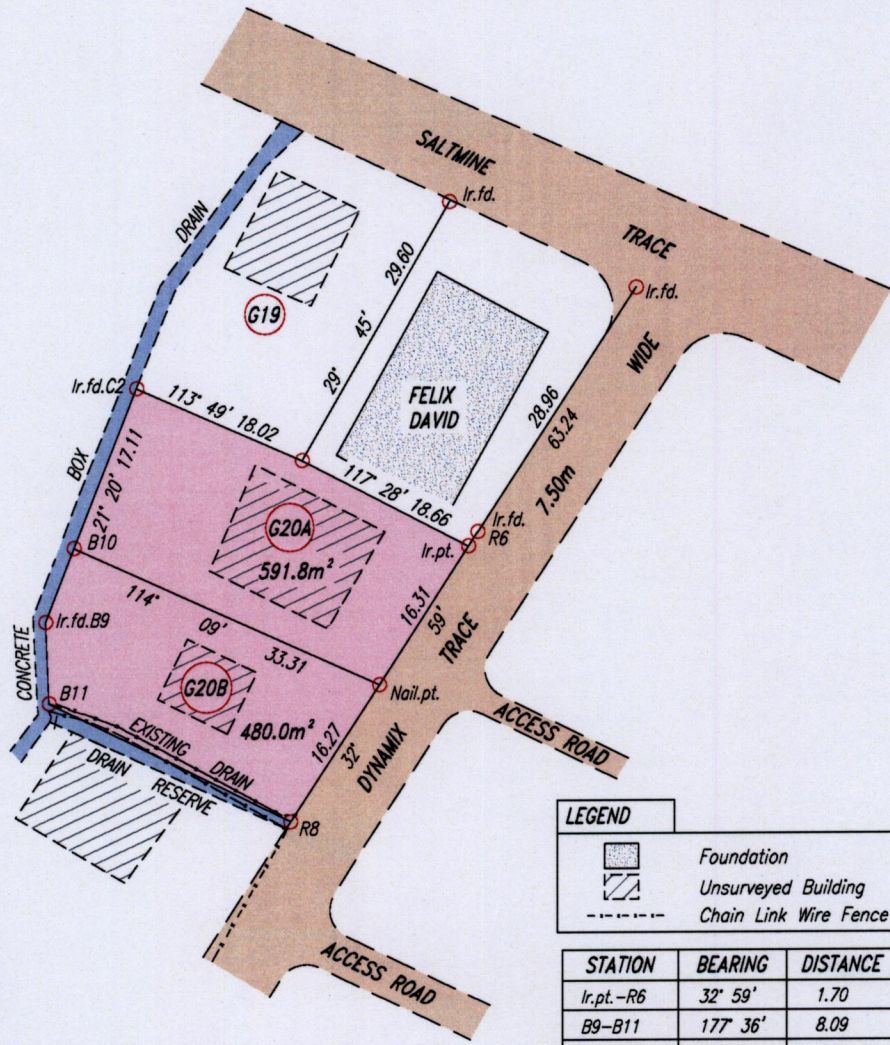 SALTMINE
TRACE
Ir.fd.
Ir.fd.
DRAIN
29.60
45'
29°
G19
WIDE
FELIX
DAVID
28.96
63.24
7.50m
Ir.fd.C2
113° 49' 18.02
117° 28' 18.66
BOX
21° 20' 17.11
Ir.fd.
R6
Ir.pt.
G20A
591.8m²
B10
16.31
59'
TRACE
114°
09'
33.31
Ir.fd.B9
CONCRETE
G20B
480.0m²
Nail.pt.
B11
EXISTING
DRAIN
16.27
32°
DYNAMIX
ACCESS ROAD
DRAIN
RESERVE
R8
ACCESS ROAD
LEGEND
Foundation
Unsurveyed Building
Chain Link Wire Fence
STATION BEARING DISTANCE
Ir.pt.-R6 32° 59' 1.70
B9-B11 177° 36' 8.09